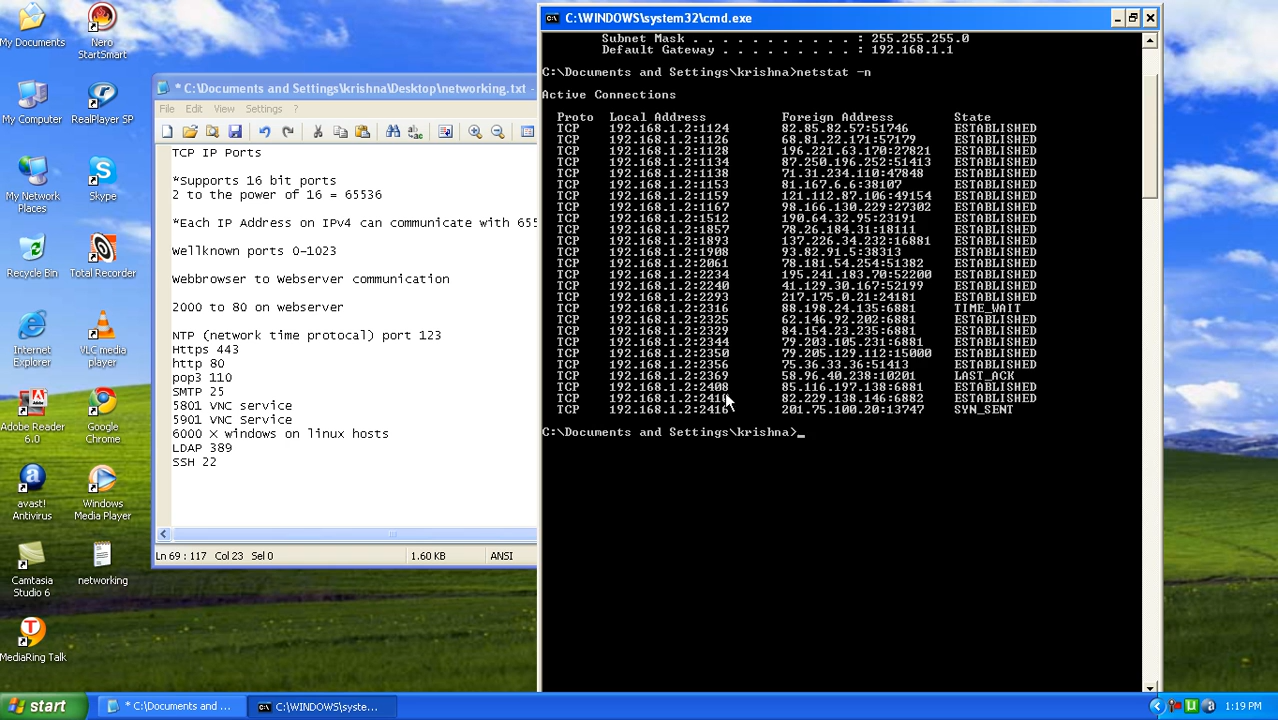 My Documents
Nero StartSmart
My Computer
RealPlayer SP
My Network Places
Skype
Recycle Bin
Total Recorder
Internet Explorer
VLC media player
Adobe Reader 6.0
Google Chrome
avast! Antivirus
Windows Media Player
Camtasia Studio 6
networking
MediaRing Talk
* C:\Documents and Settings\krishna\Desktop\networking.txt -
File Edit View Settings ?
TCP IP Ports
*Supports 16 bit ports
2 to the power of 16 = 65536
*Each IP Address on IPv4 can communicate with 655
Wellknown ports 0-1023
webbrowser to webserver communication
2000 to 80 on webserver
NTP (network time protocal) port 123
Https 443
http 80
pop3 110
SMTP 25
5801 VNC Service
5901 VNC Service
6000 X windows on linux hosts
LDAP 389
SSH 22
Ln 69 : 117 Col 23 Sel 0 1.60 KB ANSI
C:\WINDOWS\system32\cmd.exe
Subnet Mask . . . . . . . . . . . : 255.255.255.0
Default Gateway . . . . . . . . . : 192.168.1.1
C:\Documents and Settings\krishna>netstat -n
Active Connections
Proto Local Address Foreign Address State
TCP 192.168.1.2:1124 82.85.82.57:51746 ESTABLISHED
TCP 192.168.1.2:1126 68.81.22.171:57179 ESTABLISHED
TCP 192.168.1.2:1128 196.221.63.170:27821 ESTABLISHED
TCP 192.168.1.2:1134 87.250.196.252:51413 ESTABLISHED
TCP 192.168.1.2:1138 71.31.234.110:47848 ESTABLISHED
TCP 192.168.1.2:1153 81.167.6.6:38107 ESTABLISHED
TCP 192.168.1.2:1159 121.112.87.106:49154 ESTABLISHED
TCP 192.168.1.2:1167 98.166.130.229:27302 ESTABLISHED
TCP 192.168.1.2:1512 190.64.32.95:23191 ESTABLISHED
TCP 192.168.1.2:1857 78.26.184.31:18111 ESTABLISHED
TCP 192.168.1.2:1893 137.226.34.232:16881 ESTABLISHED
TCP 192.168.1.2:1908 93.82.91.5:38313 ESTABLISHED
TCP 192.168.1.2:2061 78.181.54.254:51382 ESTABLISHED
TCP 192.168.1.2:2234 195.241.183.70:52200 ESTABLISHED
TCP 192.168.1.2:2240 41.129.30.167:52199 ESTABLISHED
TCP 192.168.1.2:2293 217.175.0.21:24181 ESTABLISHED
TCP 192.168.1.2:2316 88.198.24.135:6881 TIME_WAIT
TCP 192.168.1.2:2325 62.146.92.202:6881 ESTABLISHED
TCP 192.168.1.2:2329 84.154.23.235:6881 ESTABLISHED
TCP 192.168.1.2:2344 79.203.105.231:6881 ESTABLISHED
TCP 192.168.1.2:2350 79.205.129.112:15000 ESTABLISHED
TCP 192.168.1.2:2356 75.36.33.36:51413 ESTABLISHED
TCP 192.168.1.2:2369 58.96.40.238:10201 LAST_ACK
TCP 192.168.1.2:2408 85.116.197.138:6881 ESTABLISHED
TCP 82.229.138.146:6882 ESTABLISHED
TCP 192.168.1.2:2416 201.75.100.20:13747 SYN_SENT
C:\Documents and Settings\krishna>_
start
* C:\Documents and ...
C:\WINDOWS\syste...
1:19 PM